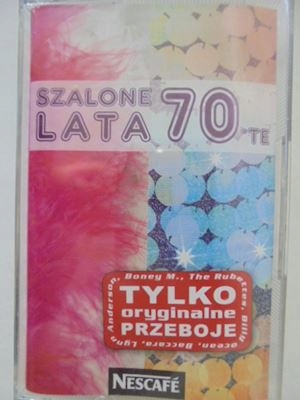 SZALONE
LATA 70-TE
Anderson, Boney M., The Rubettes, Billy
TYLKO
oryginalne
PRZEBOJE
ocean, Baccara, Lynn
NESCAFÉ